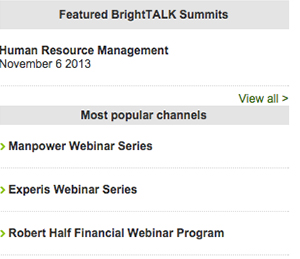 Featured BrightTALK Summits
Human Resource Management
November 6 2013
View all >
Most popular channels
Manpower Webinar Series
Experis Webinar Series
Robert Half Financial Webinar Program